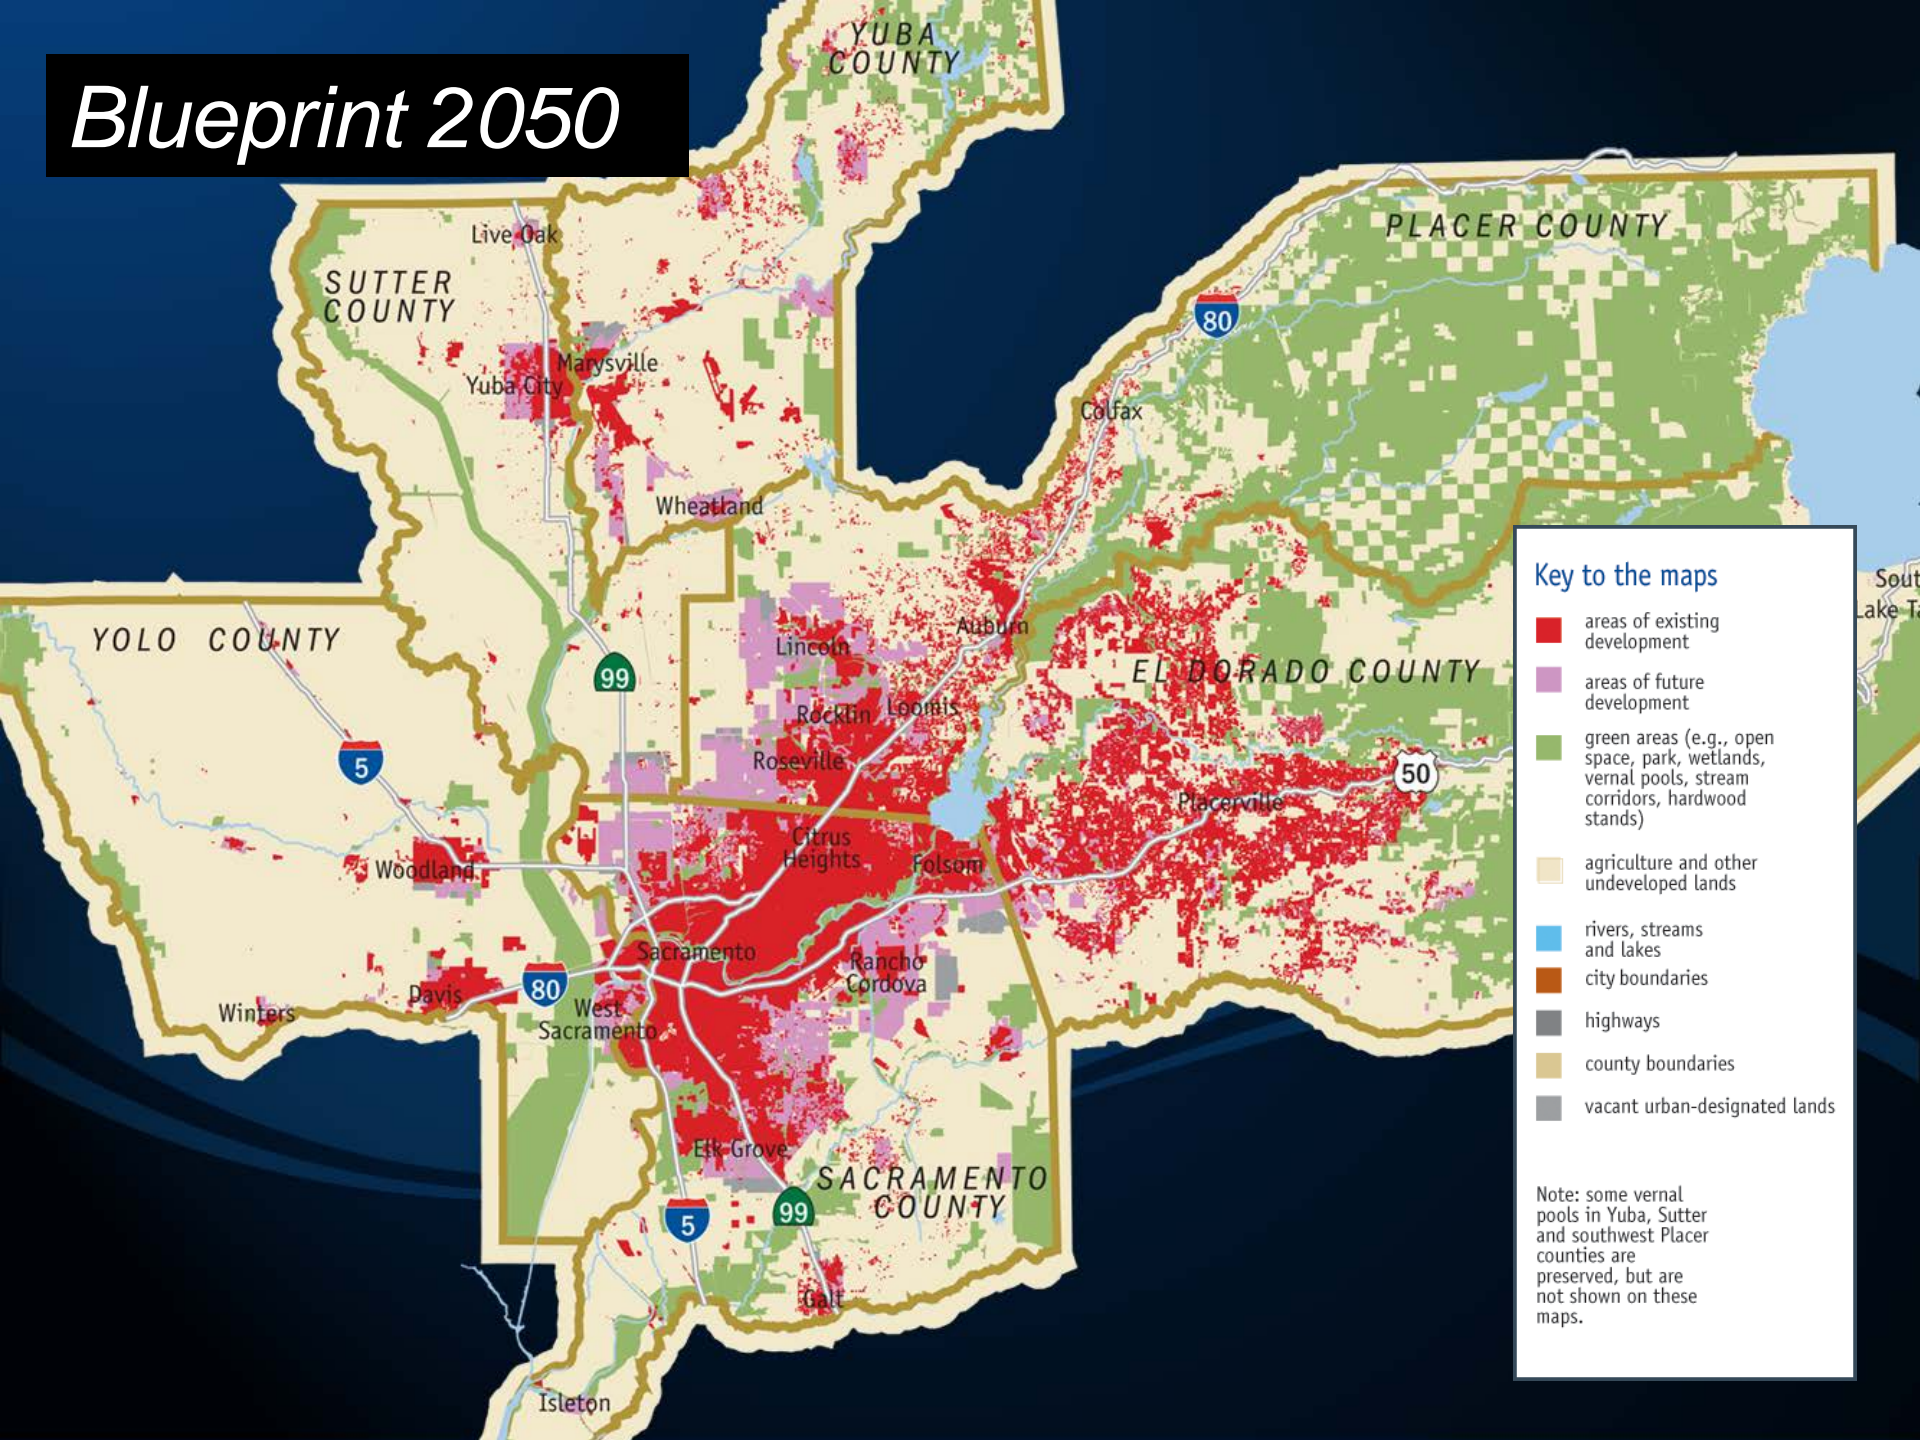 Blueprint 2050
YUBA
COUNTY
PLACER COUNTY
Live Oak
SUTTER
COUNTY
80
Marysville
Yuba City
Colfax
Wheatland
YOLO COUNTY
Auburn
Lincoln
99
EL DORADO COUNTY
Rocklin
Loomis
5
Roseville
50
Placerville
Citrus
Heights
Folsom
Woodland
Sacramento
Rancho
Cordova
Davis
80
Winters
West
Sacramento
Elk Grove
SACRAMENTO
COUNTY
5
99
Galt
Isleton
Sout
Lake Ta
Key to the maps
areas of existing
development
areas of future
development
green areas (e.g., open
space, park, wetlands,
vernal pools, stream
corridors, hardwood
stands)
agriculture and other
undeveloped lands
rivers, streams
and lakes
city boundaries
highways
county boundaries
vacant urban-designated lands
Note: some vernal
pools in Yuba, Sutter
and southwest Placer
counties are
preserved, but are
not shown on these
maps.